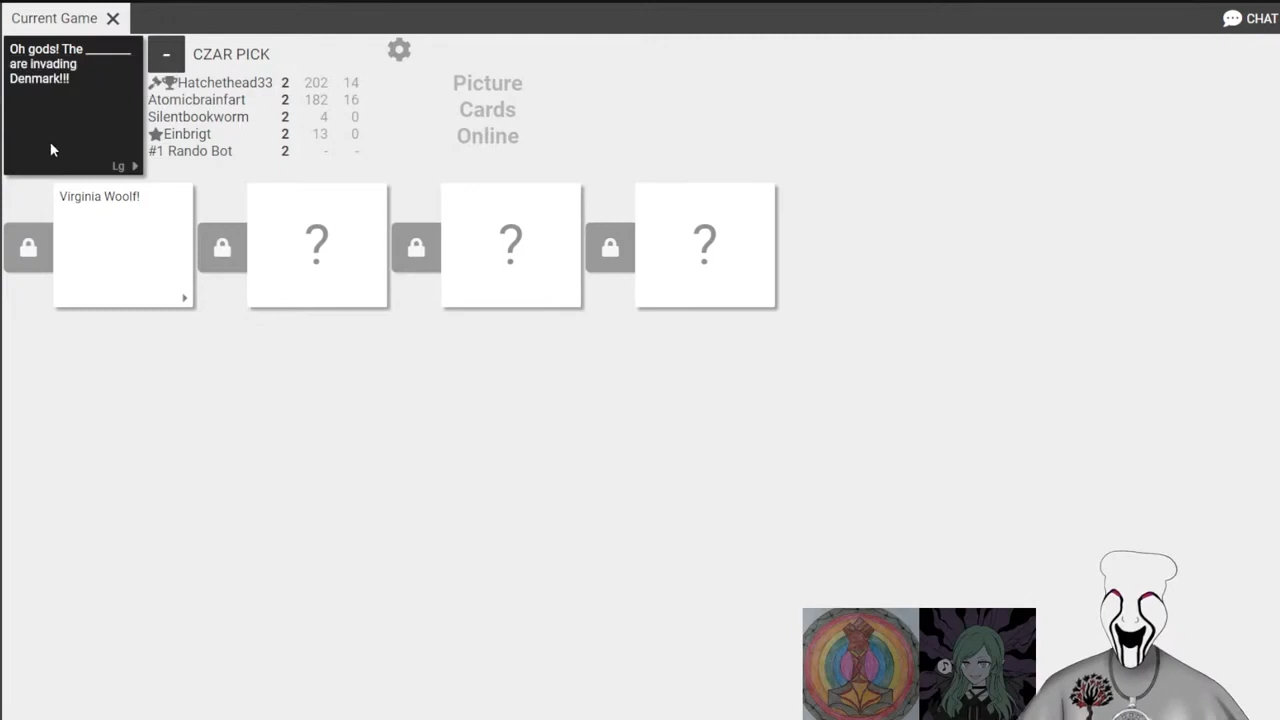 Current Game
CHAT
Oh gods! The _______
are invading
Denmark!!!
Lg
-
CZAR PICK
Hatchethead33 2 202 14
Atomicbrainfart 2 182 16
Silentbookworm 2 4 0
Einbrigt 2 13 0
#1 Rando Bot 2 - -
Picture
Cards
Online
Virginia Woolf!
?
?
?